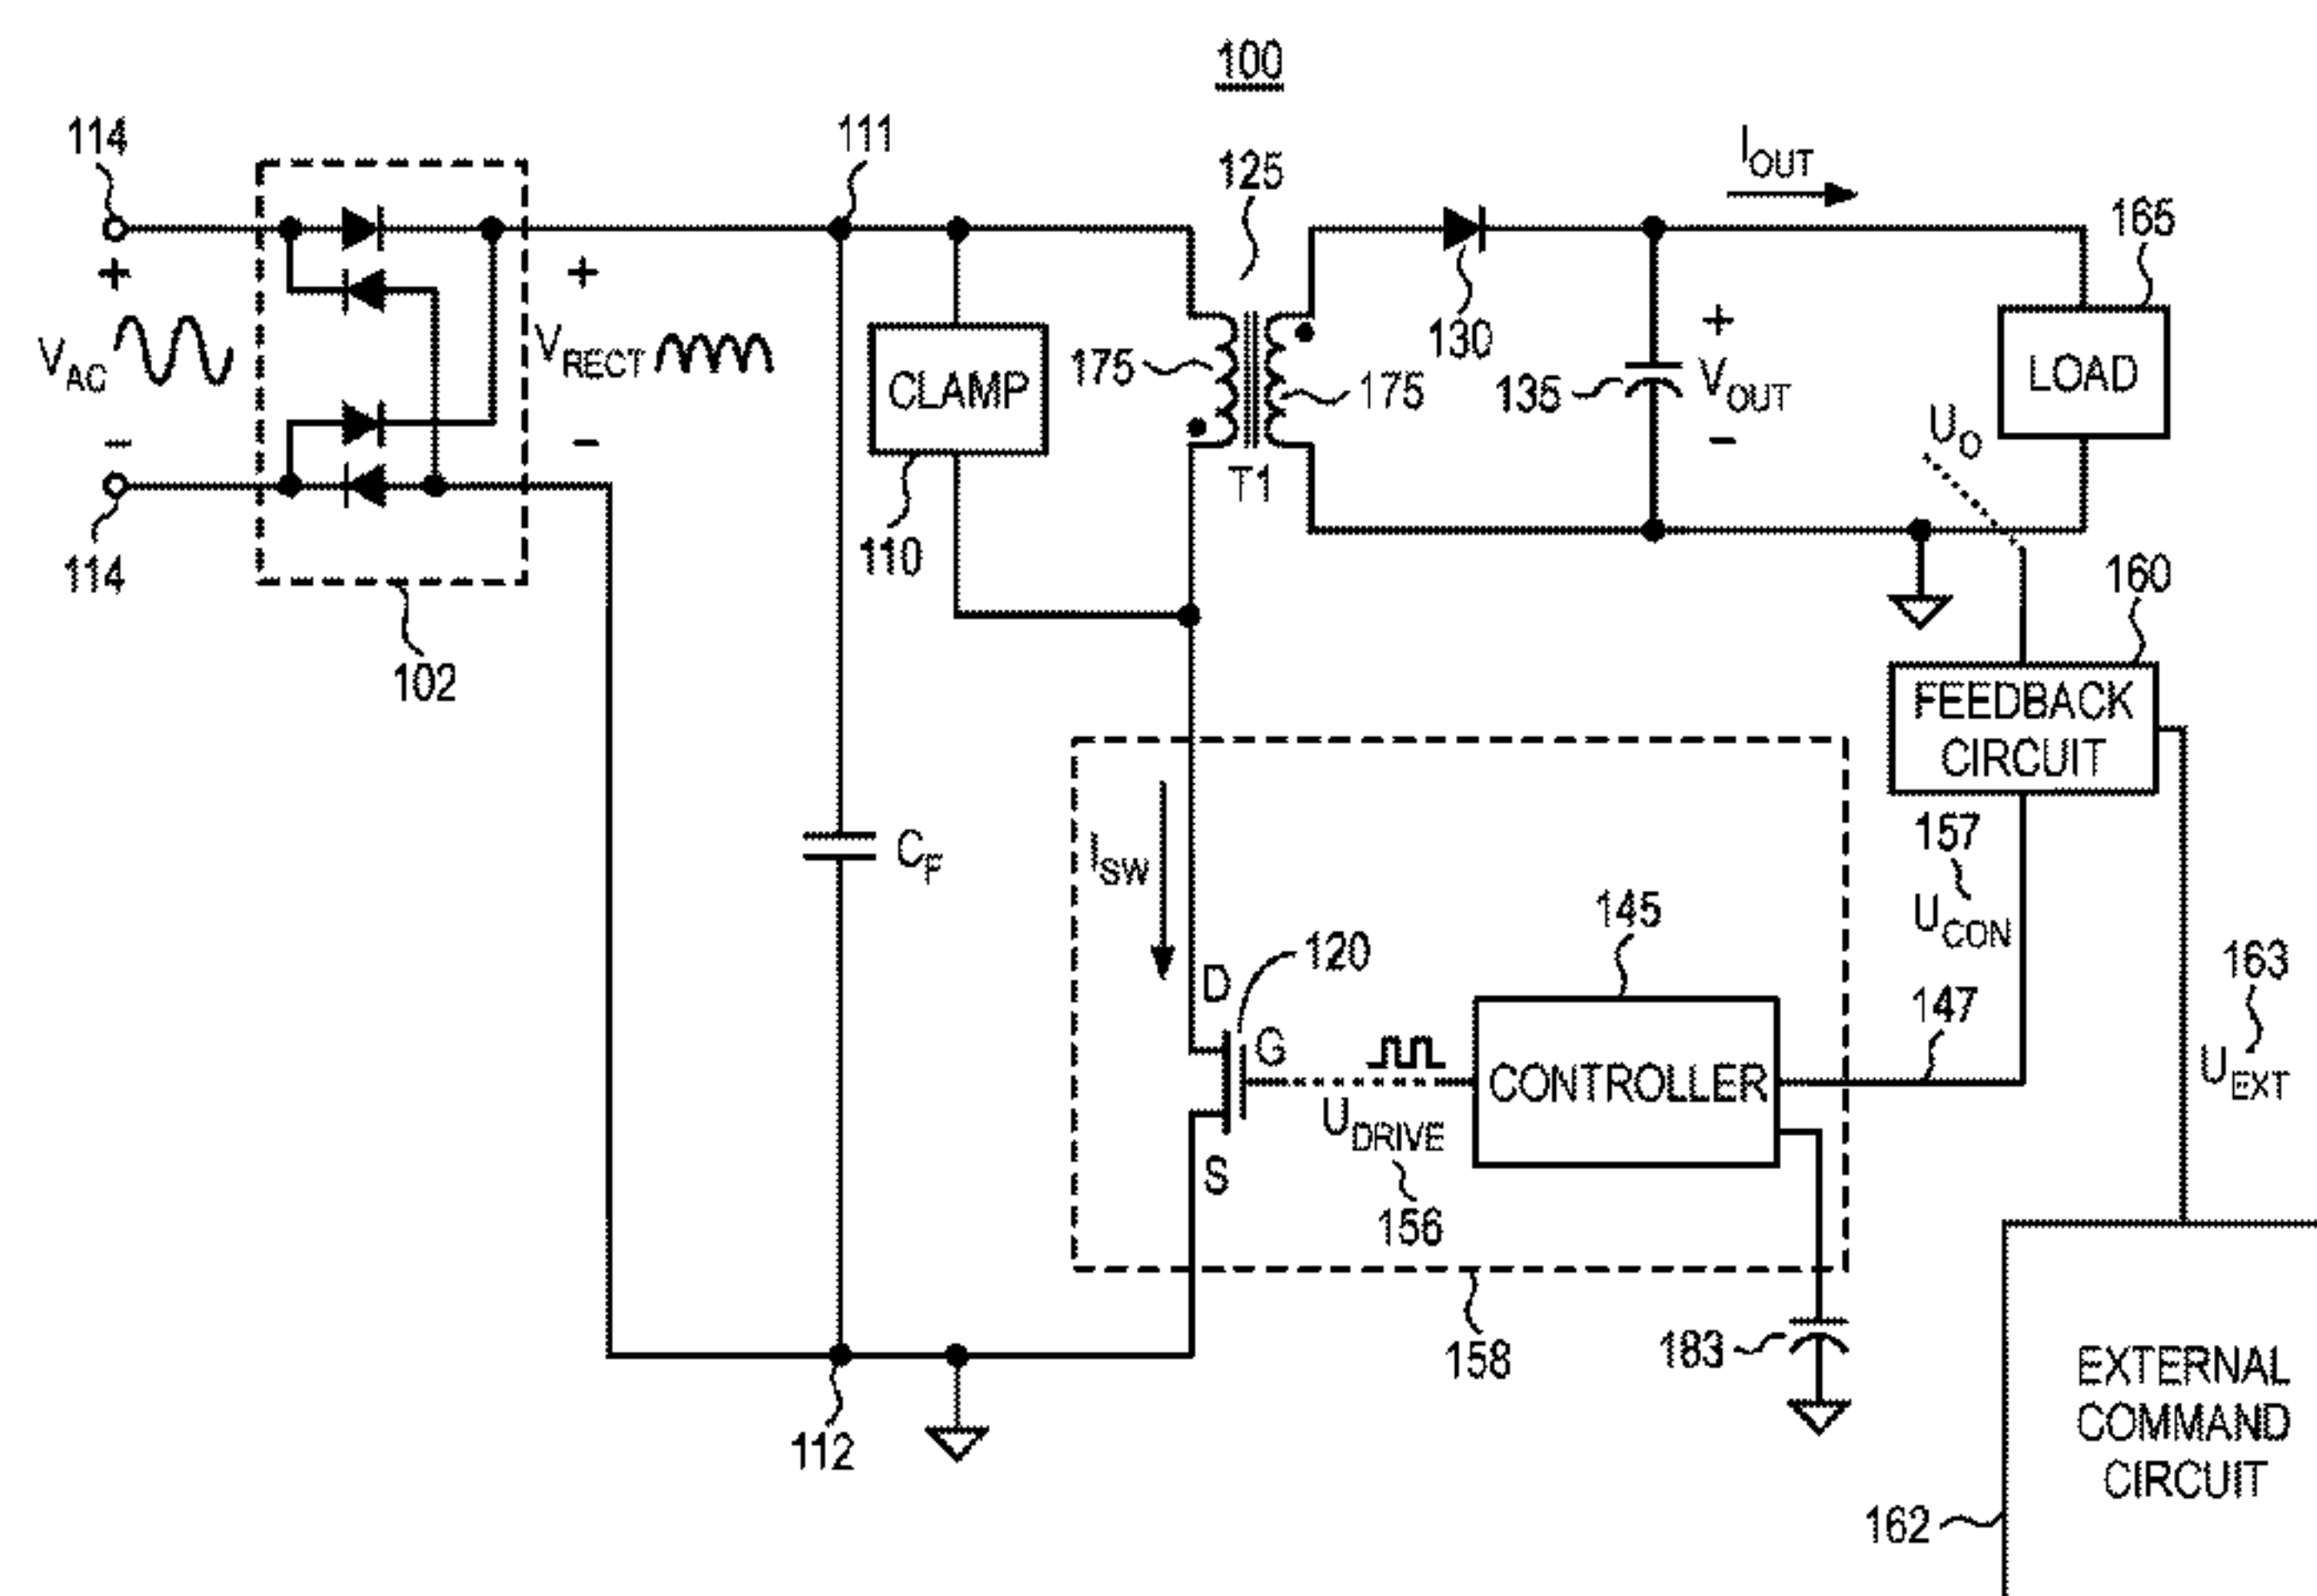 100
114
111
125
I_OUT
165
+
+
V_AC
V_RECT
175
CLAMP
175
130
135
+
V_OUT
LOAD
-
-
-
U_O
T1
114
110
160
102
FEEDBACK
CIRCUIT
157
U_CON
C_F
I_SW
145
120
D
163
147
U_EXT
G
CONTROLLER
U_DRIVE
S
156
158
183
112
EXTERNAL
COMMAND
CIRCUIT
162